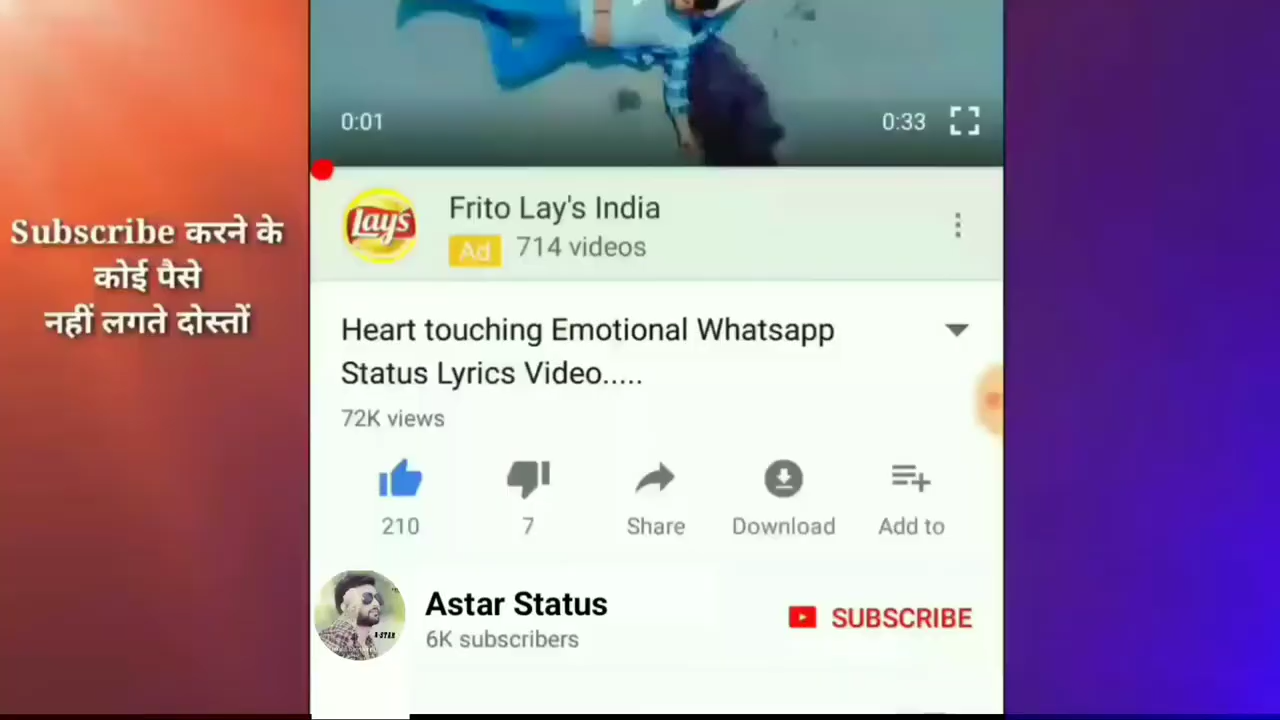 0:01
0:33
Lay's
Frito Lay's India
Ad 714 videos
Subscribe करने के
कोई पैसे
नहीं लगते दोस्तों
Heart touching Emotional Whatsapp
Status Lyrics Video.....
72K views
210
7
Share
Download
Add to
A-STAR
Astar Status
6K subscribers
SUBSCRIBE